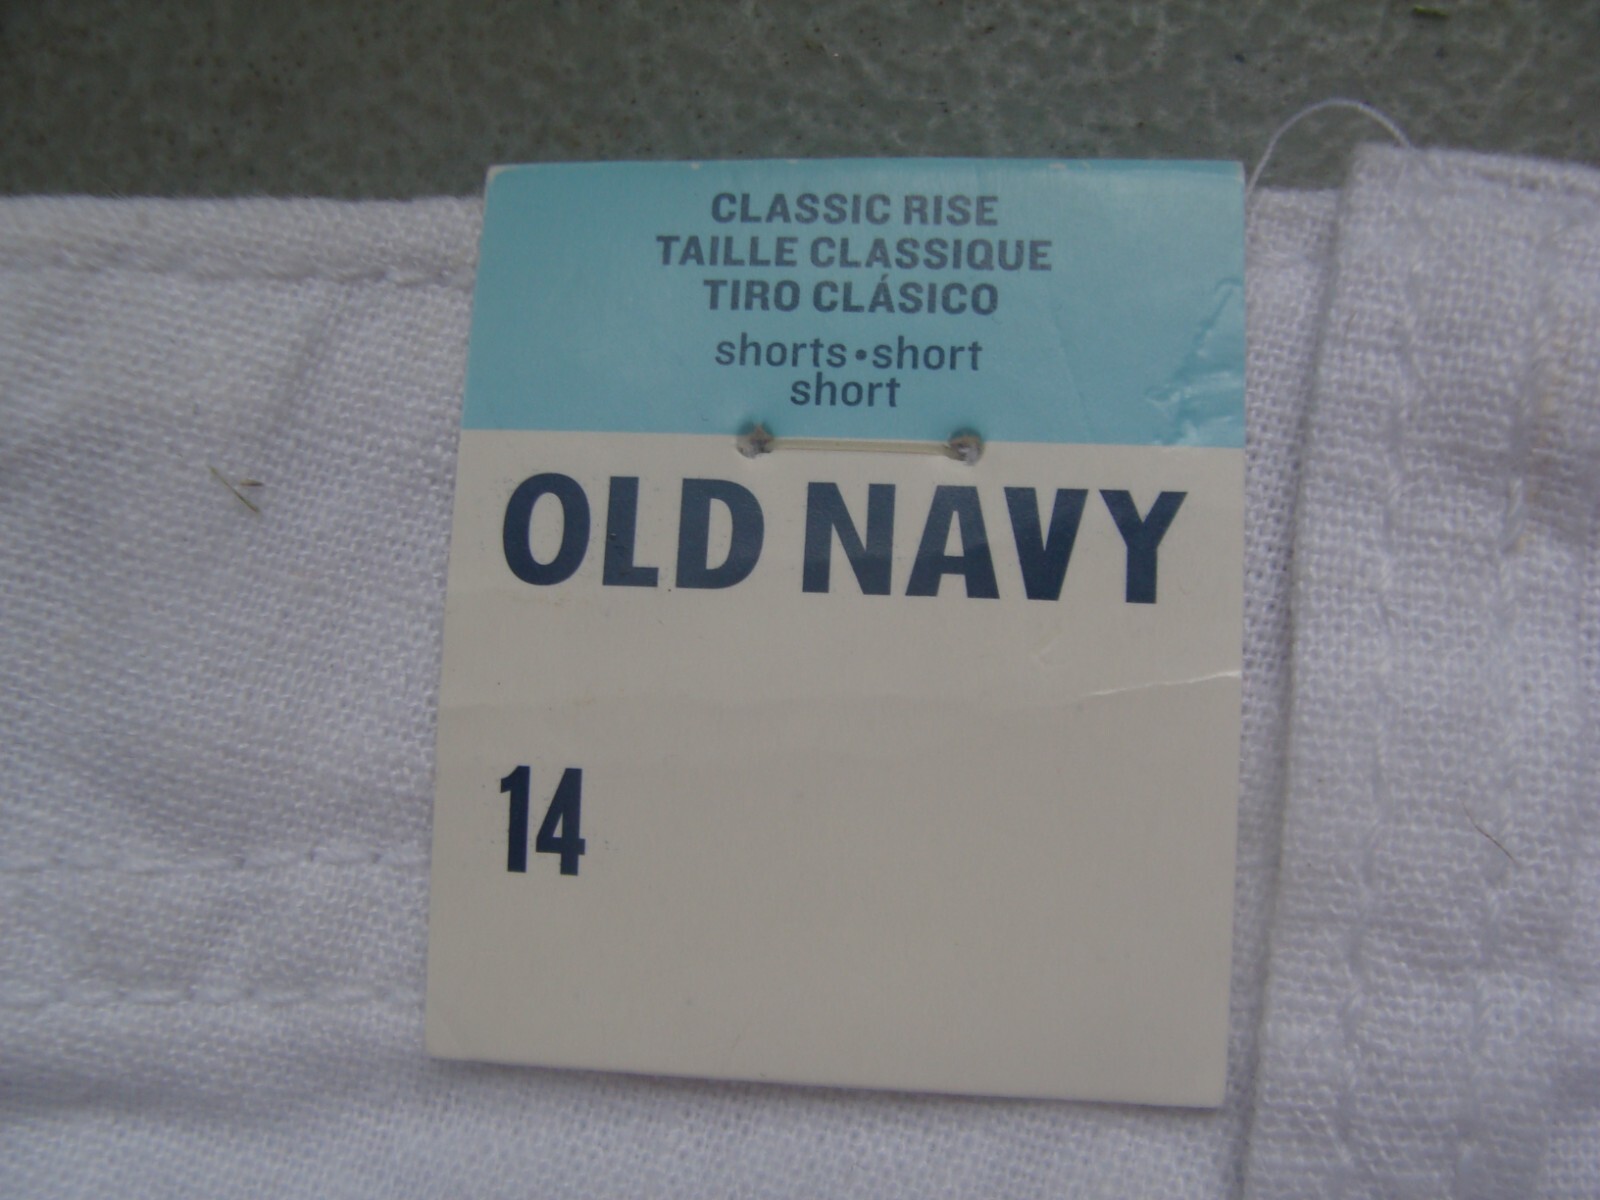 CLASSIC RISE
TAILLE CLASSIQUE
TIRO CLÁSICO
shorts•short
short
OLD NAVY
14